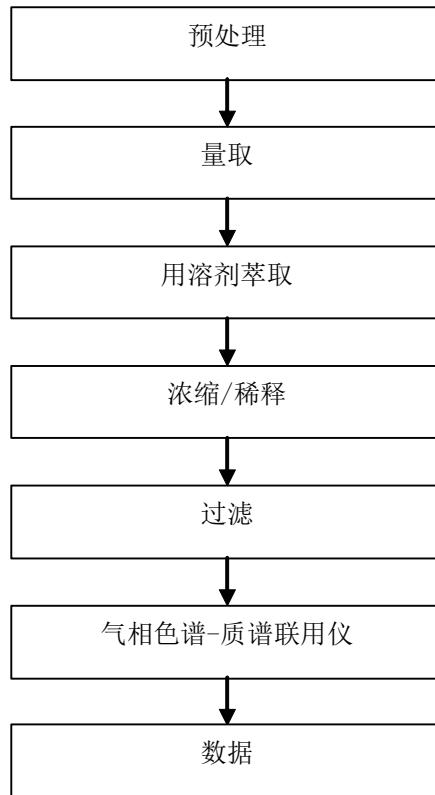 预处理
量取
用溶剂萃取
浓缩/稀释
过滤
气相色谱-质谱联用仪
数据